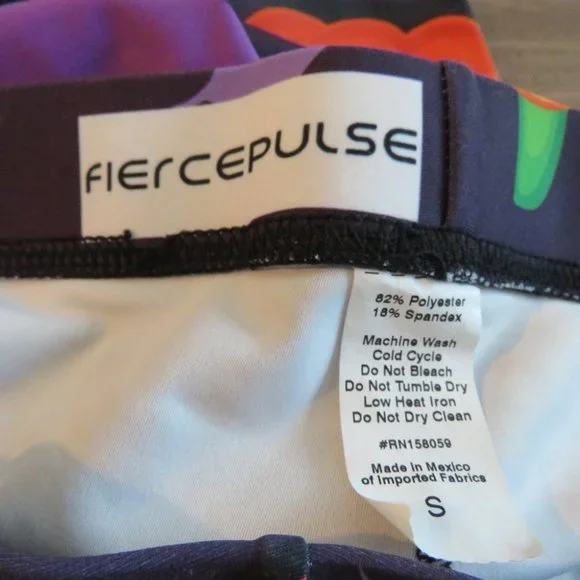 FIERCEPULSE
82% Polyester
18% Spandex
Machine Wash
Cold Cycle
Do Not Bleach
Do Not Tumble Dry
Low Heat Iron
Do Not Dry Clean
#RN158059
Made in Mexico
of Imported Fabrics
S